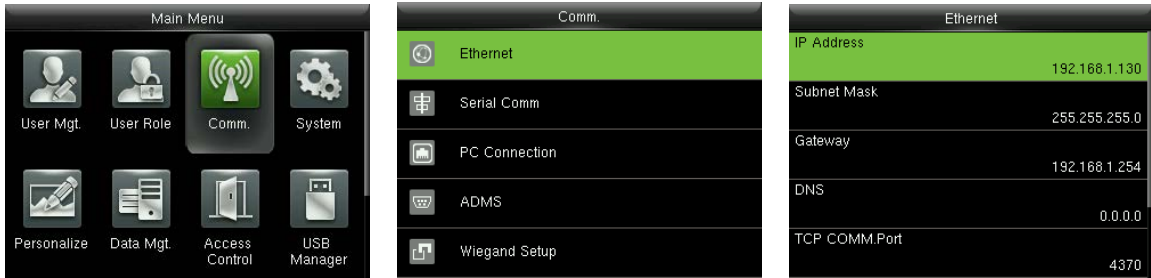 Main Menu
User Mgt.
User Role
Comm.
System
Personalize
Data Mgt.
Access
Control
USB
Manager
Comm.
Ethernet
Serial Comm
PC Connection
ADMS
Wiegand Setup
Ethernet
IP Address
192.168.1.130
Subnet Mask
255.255.255.0
Gateway
192.168.1.254
DNS
0.0.0.0
TCP COMM.Port
4370